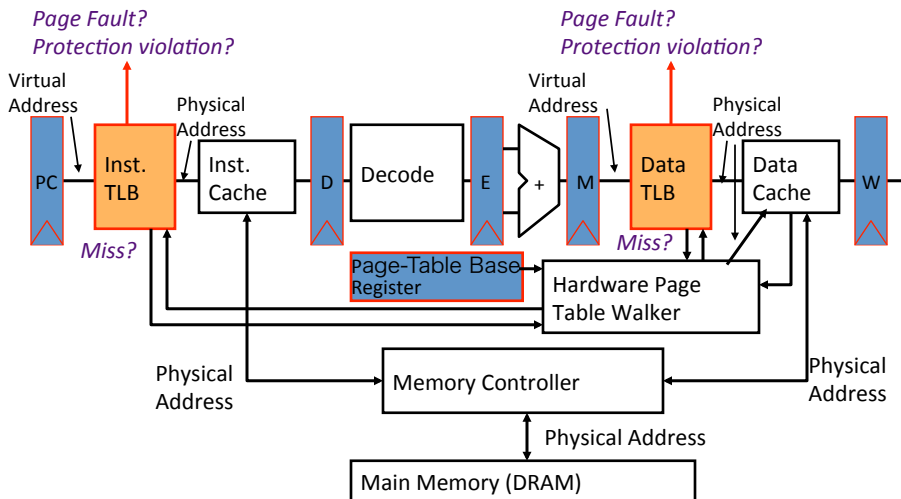 Page Fault?
Protection violation?
Page Fault?
Protection violation?
Virtual
Address
Physical
Address
Virtual
Address
Physical
Address
PC
Inst.
TLB
Inst.
Cache
D
Decode
E
+
M
Data
TLB
Data
Cache
W
Miss?
Miss?
Page-Table Base
Register
Hardware Page
Table Walker
Physical
Address
Memory Controller
Physical
Address
Physical Address
Main Memory (DRAM)